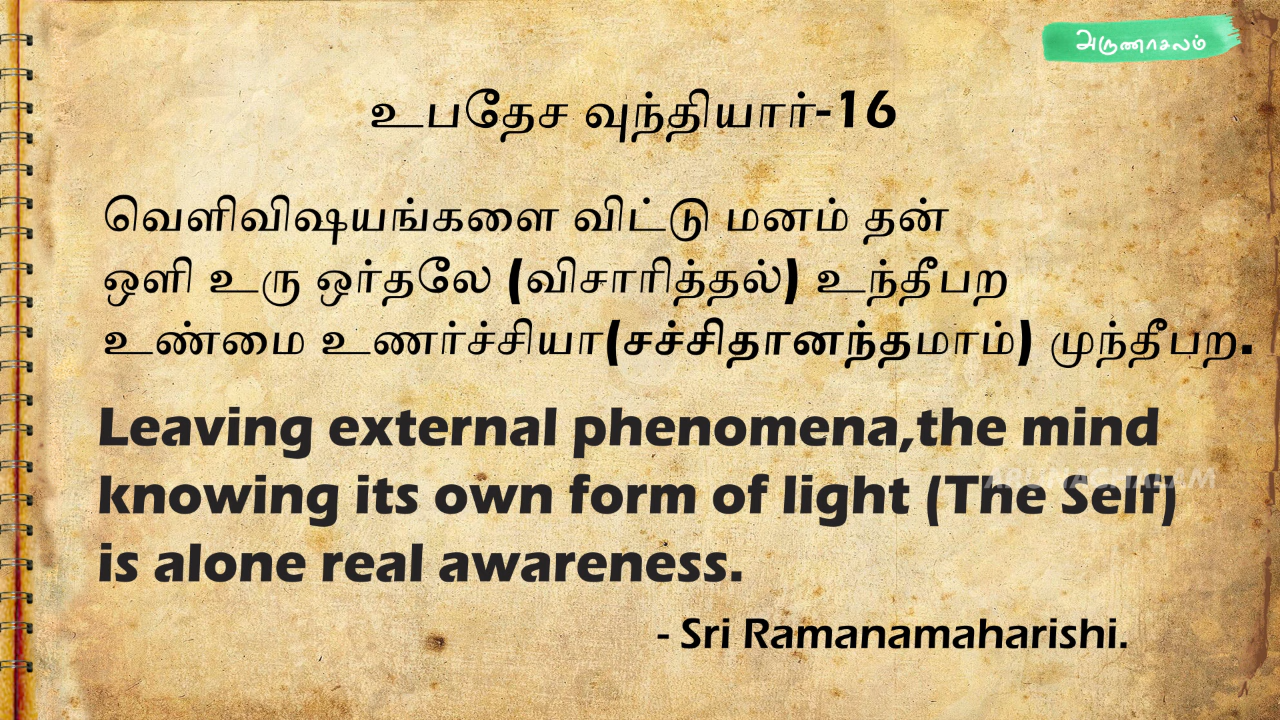 அருணாசலம்
உபதேச வுந்தியார்-16
வெளிவிஷயங்களை விட்டு மனம் தன்
ஒளி உரு ஒர்தலே (விசாரித்தல்) உந்தீபற
உண்மை உணர்ச்சியா(சச்சிதானந்தமாம்) முந்தீபற.
Leaving external phenomena,the mind
ARUNACHALAM
knowing its own form of light (The Self)
is alone real awareness.
- Sri Ramanamaharishi.